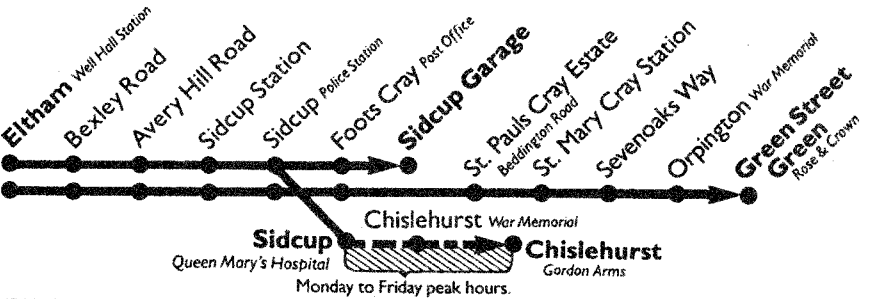 Eltham Well Hall Station
Bexley Road
Avery Hill Road
Sidcup Station
Sidcup Police Station
Foots Cray Post Office
Sidcup Garage
St. Pauls Cray Estate
Beddington Road
St. Mary Cray Station
Sevenoaks Way
Orpington War Memorial
Green Street
Green
Rose & Crown
Chislehurst War Memorial
Sidcup
Queen Mary's Hospital
Chislehurst
Gordon Arms
Monday to Friday peak hours.